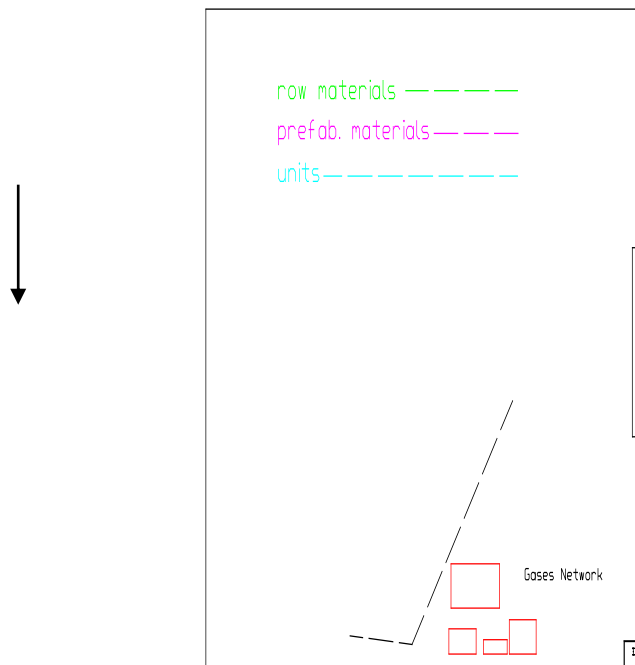 row materials
prefab. materials
units
Gases Network